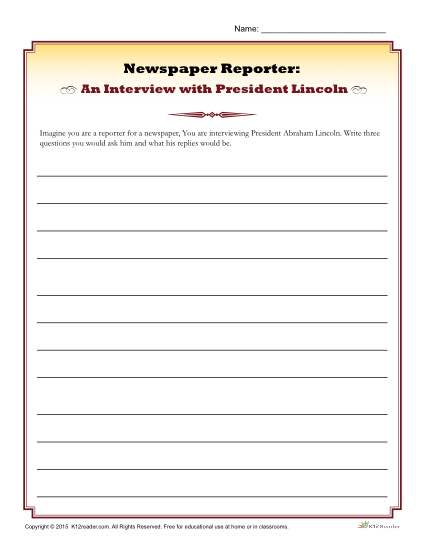 Name: ____________________________
Newspaper Reporter:
An Interview with President Lincoln
Imagine you are a reporter for a newspaper, You are interviewing President Abraham Lincoln. Write three
questions you would ask him and what his replies would be.
Copyright © 2015 K12reader.com. All Rights Reserved. Free for educational use at home or in classrooms.
K12Reader